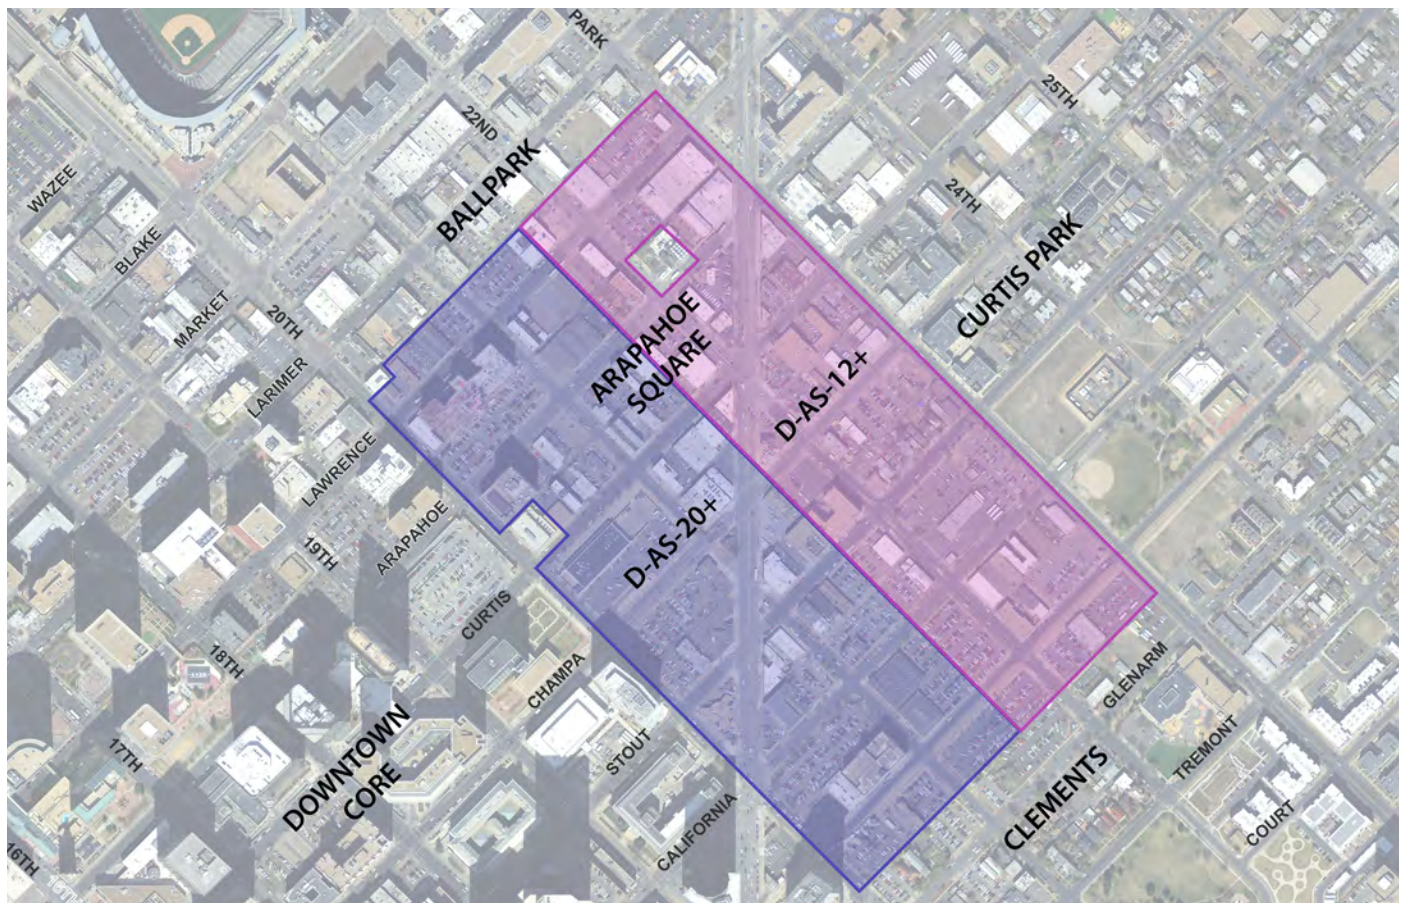 PARK
25TH
22ND
BALLPARK
WAZEE
24TH
BLAKE
CURTIS PARK
MARKET
20TH
ARAPAHOE
SQUARE
LARIMER
D-AS-12+
LAWRENCE
ARAPAHOE
19TH
D-AS-20+
CURTIS
18TH
CHAMPA
GLENARM
DOWNTOWN
CORE
17TH
STOUT
TREMONT
CLEMENTS
CALIFORNIA
COURT
16TH